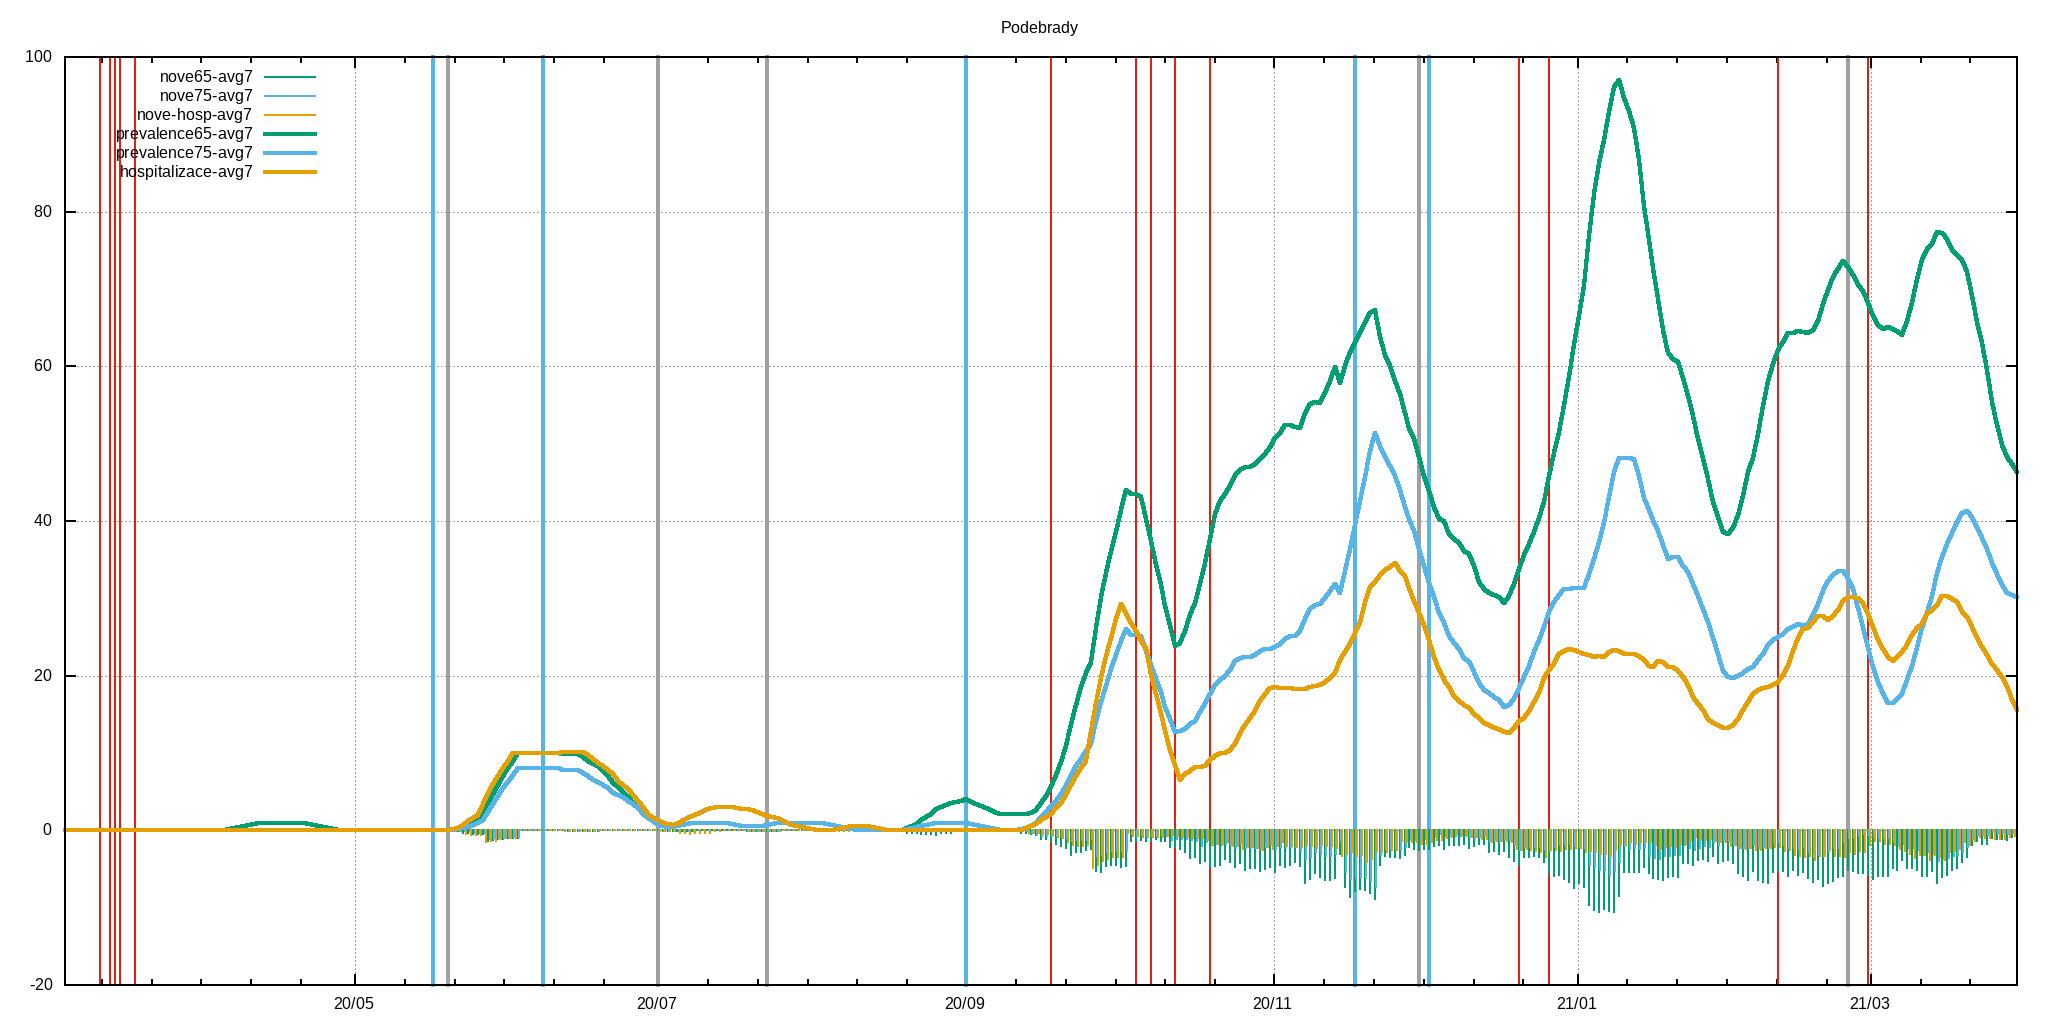 Podebrady
100
80
60
40
20
0
-20
nove65-avg7
nove75-avg7
nove-hosp-avg7
prevalence65-avg7
prevalence75-avg7
hospitalizace-avg7
20/05
20/07
20/09
20/11
21/01
21/03